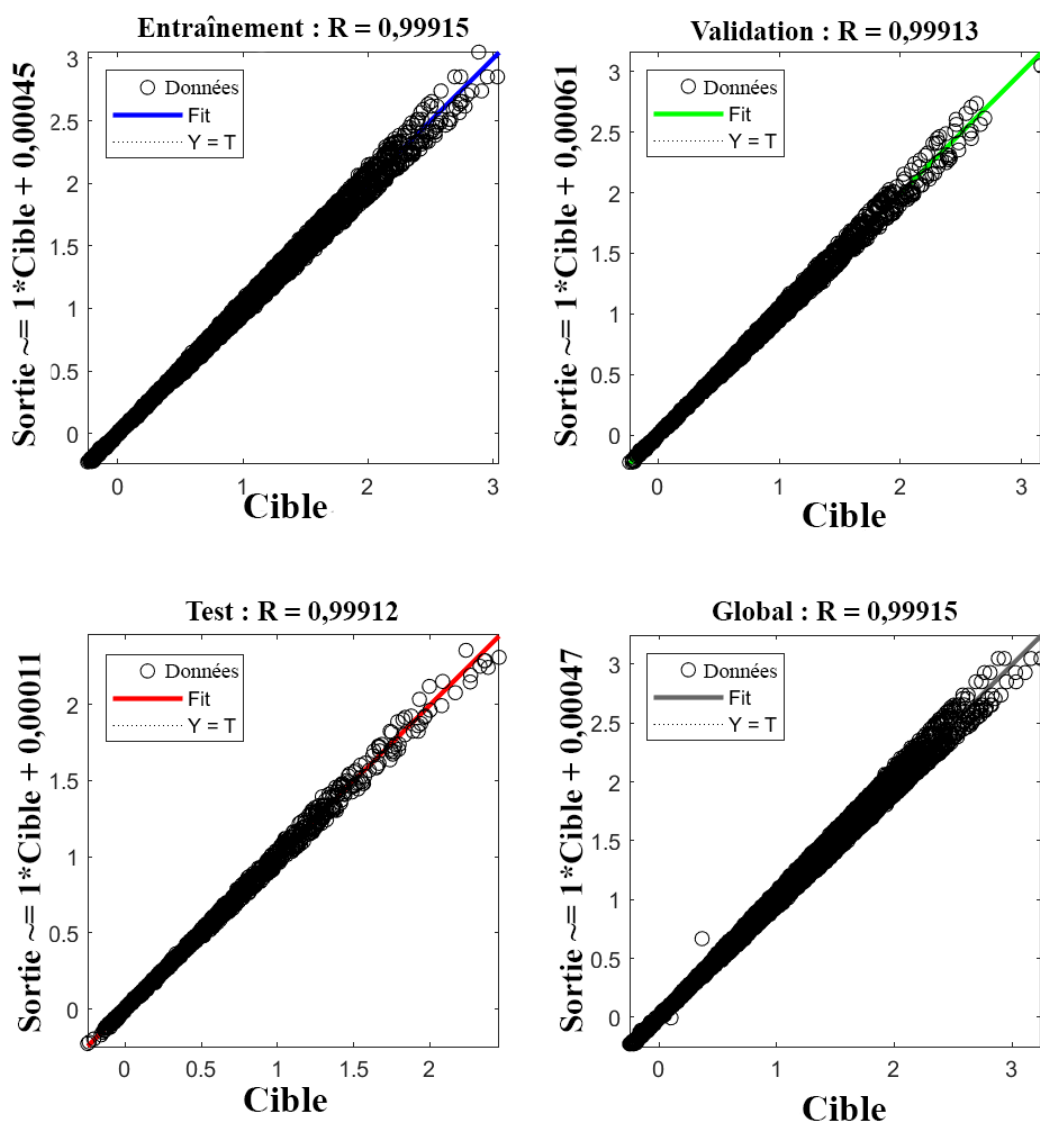 Entraînement : R = 0,99915
Données
Fit
Y = T
Sortie ~= 1*Cible + 0,00045
3
2.5
2
1.5
1
0.5
0
0
1
2
3
Cible
Validation : R = 0,99913
Données
Fit
Y = T
Sortie ~= 1*Cible + 0,00061
3
2.5
2
1.5
1
0.5
0
0
1
2
3
Cible
Test : R = 0,99912
Données
Fit
Y = T
Sortie ~= 1*Cible + 0,00011
2
1.5
1
0.5
0
0
0.5
1
1.5
2
Cible
Global : R = 0,99915
Données
Fit
Y = T
Sortie ~= 1*Cible + 0,00047
3
2.5
2
1.5
1
0.5
0
0
1
2
3
Cible